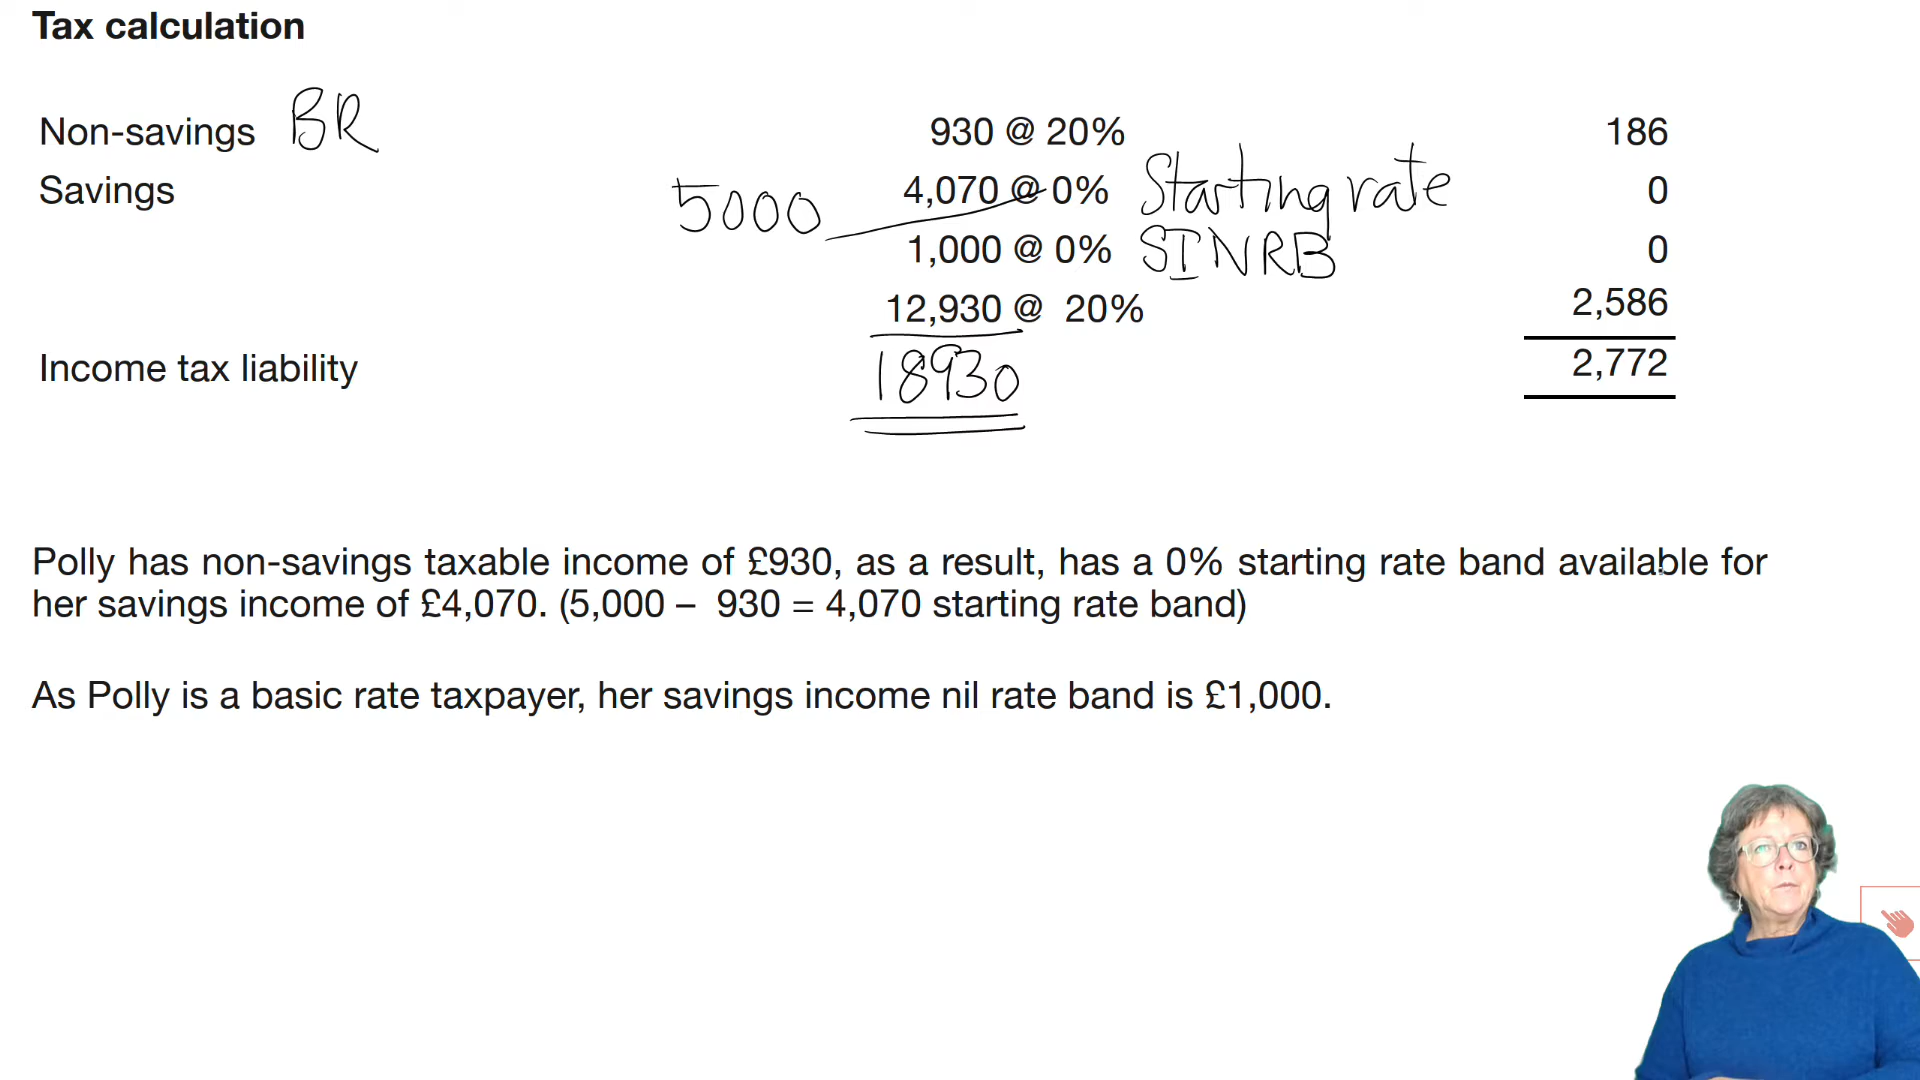 Tax calculation
Non-savings BR 930 @ 20% 186
Savings 5000 4,070 @ 0% Starting rate 0
1,000 @ 0% SINRB 0
12,930 @ 20% 2,586
Income tax liability 18930 2,772
Polly has non-savings taxable income of £930, as a result, has a 0% starting rate band available for
her savings income of £4,070. (5,000 – 930 = 4,070 starting rate band)
As Polly is a basic rate taxpayer, her savings income nil rate band is £1,000.